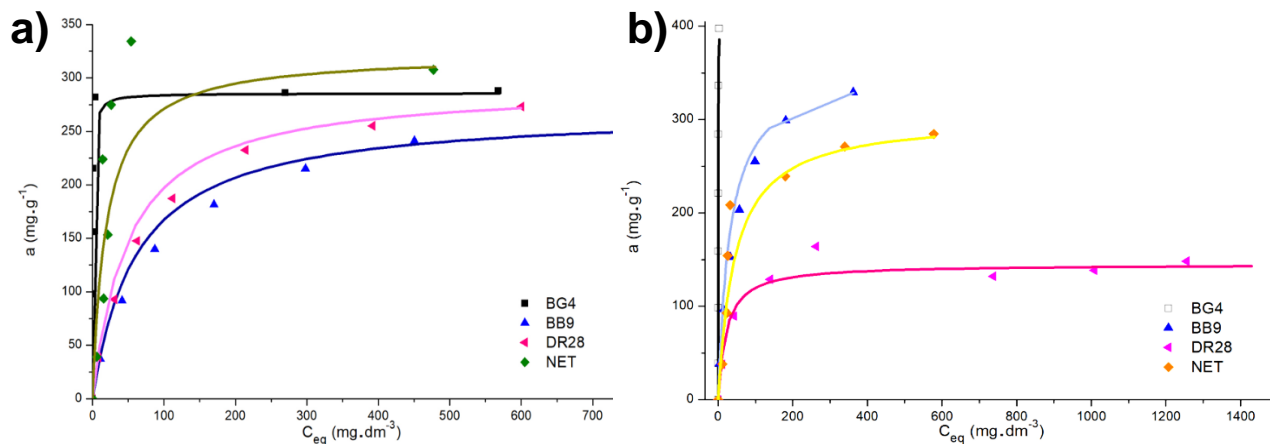 a)
350
300
250
200
150
100
50
0
a (mg.g-1)
0 100 200 300 400 500 600 700
Ceq (mg.dm-3)
BG4
BB9
DR28
NET
b)
400
300
200
100
0
a (mg.g-1)
0 200 400 600 800 1000 1200 1400
Ceq (mg.dm-3)
BG4
BB9
DR28
NET